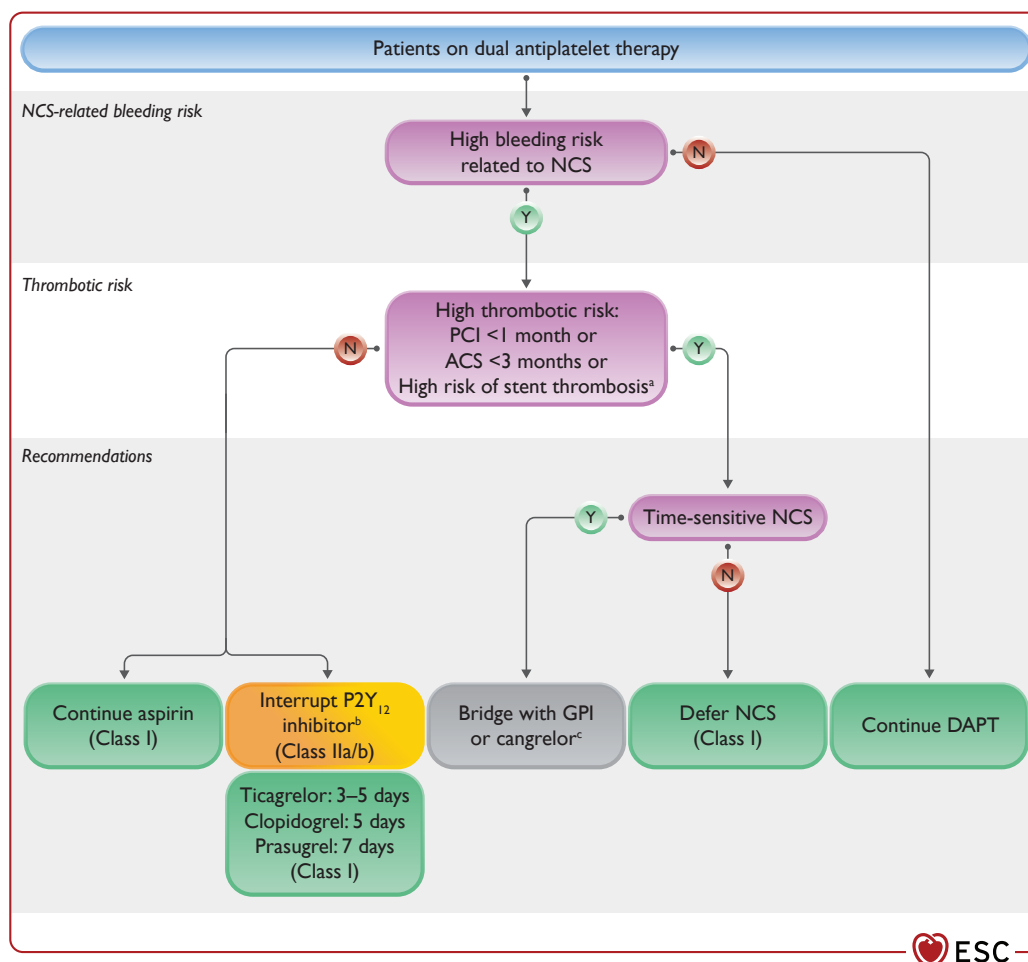 Patients on dual antiplatelet therapy
NCS-related bleeding risk
High bleeding risk
related to NCS
N
Y
Thrombotic risk
High thrombotic risk:
PCI <1 month or
ACS <3 months or
High risk of stent thrombosisᵃ
N
Y
Recommendations
Time-sensitive NCS
Y
N
Continue aspirin
(Class I)
Interrupt P2Y₁₂
inhibitorᵇ
(Class IIa/b)
Ticagrelor: 3–5 days
Clopidogrel: 5 days
Prasugrel: 7 days
(Class I)
Bridge with GPI
or cangrelorᶜ
Defer NCS
(Class I)
Continue DAPT
ESC